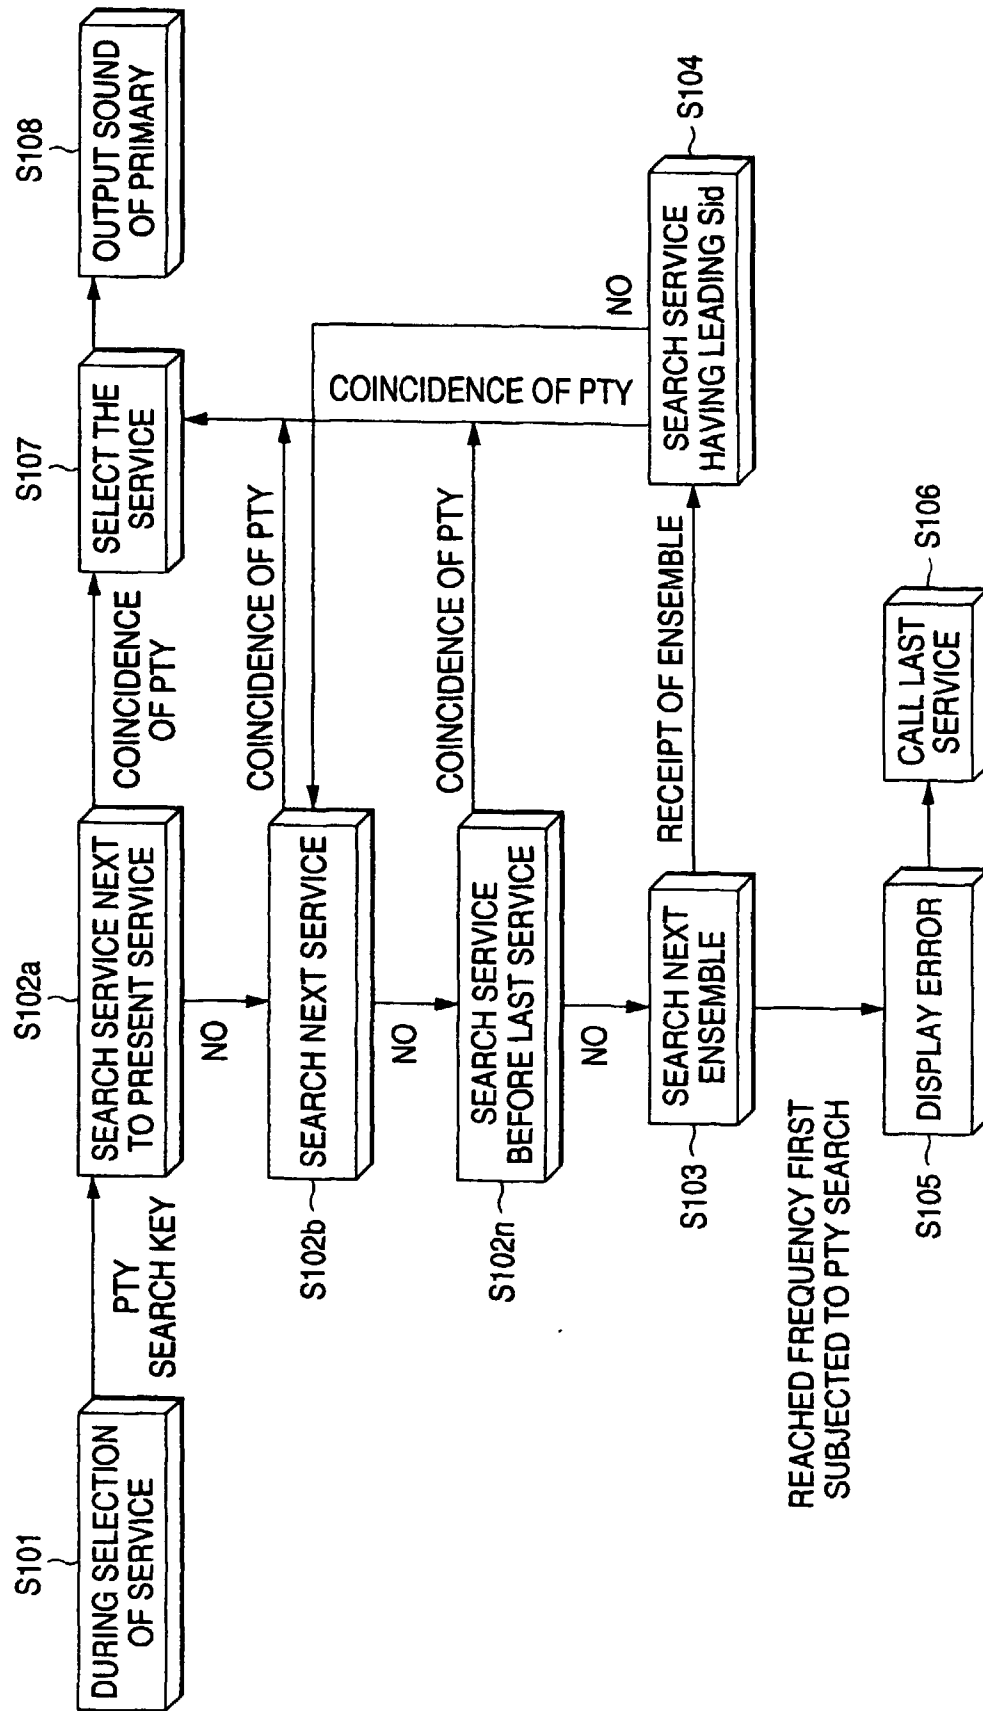 S101
DURING SELECTION
OF SERVICE
PTY
SEARCH KEY
S102a
SEARCH SERVICE NEXT
TO PRESENT SERVICE
COINCIDENCE
OF PTY
S107
SELECT THE
SERVICE
S108
OUTPUT SOUND
OF PRIMARY
NO
S102b
SEARCH NEXT SERVICE
COINCIDENCE OF PTY
NO
S102n
SEARCH SERVICE
BEFORE LAST SERVICE
COINCIDENCE OF PTY
COINCIDENCE OF PTY
NO
NO
S103
SEARCH NEXT
ENSEMBLE
RECEIPT OF ENSEMBLE
SEARCH SERVICE
HAVING LEADING Sid
S104
REACHED FREQUENCY FIRST
SUBJECTED TO PTY SEARCH
S105
DISPLAY ERROR
CALL LAST
SERVICE
S106